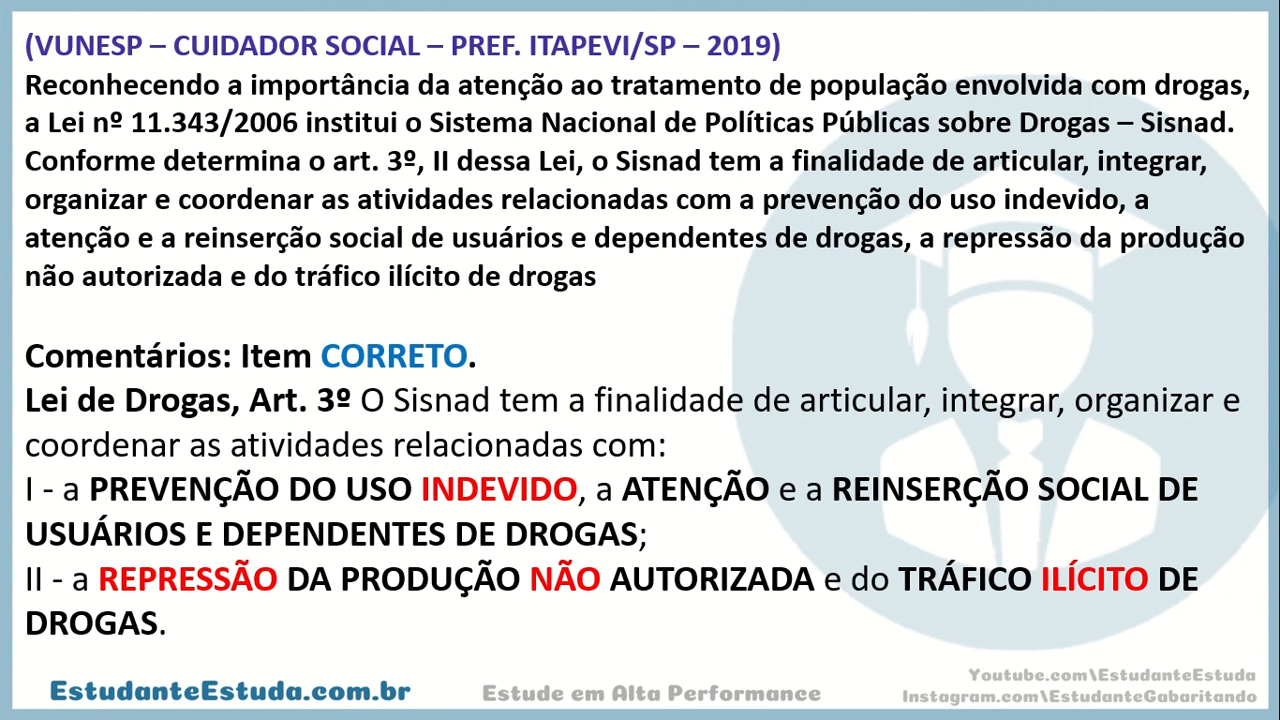 (VUNESP – CUIDADOR SOCIAL – PREF. ITAPEVI/SP – 2019)
Reconhecendo a importância da atenção ao tratamento de população envolvida com drogas,
a Lei nº 11.343/2006 institui o Sistema Nacional de Políticas Públicas sobre Drogas – Sisnad.
Conforme determina o art. 3º, II dessa Lei, o Sisnad tem a finalidade de articular, integrar,
organizar e coordenar as atividades relacionadas com a prevenção do uso indevido, a
atenção e a reinserção social de usuários e dependentes de drogas, a repressão da produção
não autorizada e do tráfico ilícito de drogas
Comentários: Item CORRETO.
Lei de Drogas, Art. 3º O Sisnad tem a finalidade de articular, integrar, organizar e
coordenar as atividades relacionadas com:
I - a PREVENÇÃO DO USO INDEVIDO, a ATENÇÃO e a REINSERÇÃO SOCIAL DE
USUÁRIOS E DEPENDENTES DE DROGAS;
II - a REPRESSÃO DA PRODUÇÃO NÃO AUTORIZADA e do TRÁFICO ILÍCITO DE
DROGAS.
EstudanteEstuda.com.br
Estude em Alta Performance
Youtube.com\EstudanteEstuda
Instagram.com\EstudanteGabaritando